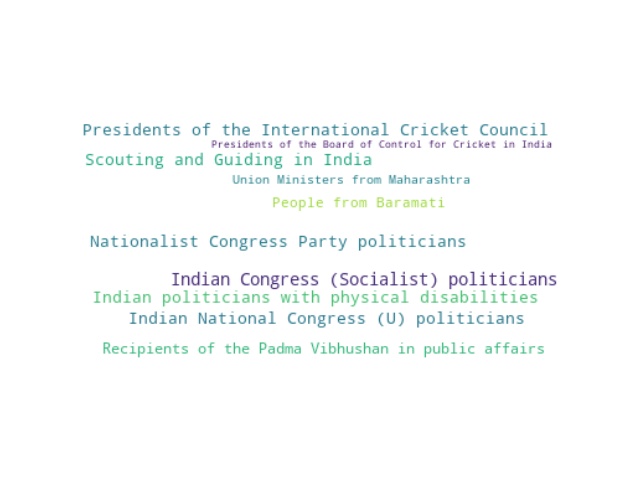 Presidents of the International Cricket Council
Presidents of the Board of Control for Cricket in India
Scouting and Guiding in India
Union Ministers from Maharashtra
People from Baramati
Nationalist Congress Party politicians
Indian Congress (Socialist) politicians
Indian politicians with physical disabilities
Indian National Congress (U) politicians
Recipients of the Padma Vibhushan in public affairs